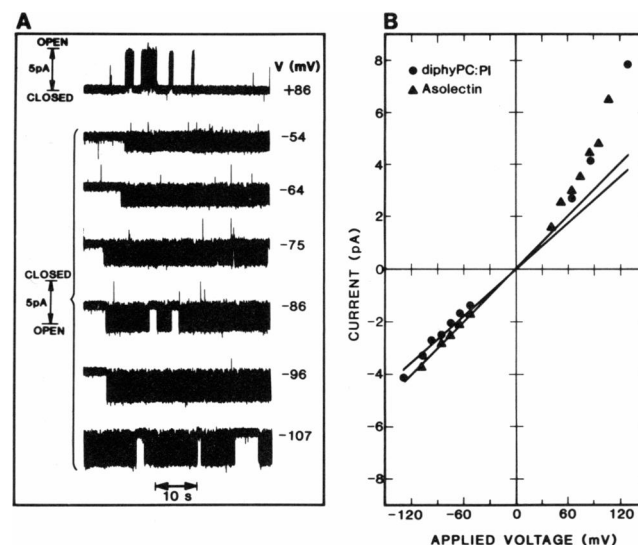 A
OPEN
5pA
CLOSED
V (mV)
+86
-54
-64
-75
CLOSED
5pA
OPEN
-86
-96
-107
10 s
B
CURRENT (pA)
8
6
4
2
0
-2
-4
-6
-8
● diphyPC:PI
▲ Asolectin
-120 -60 0 60 120
APPLIED VOLTAGE (mV)